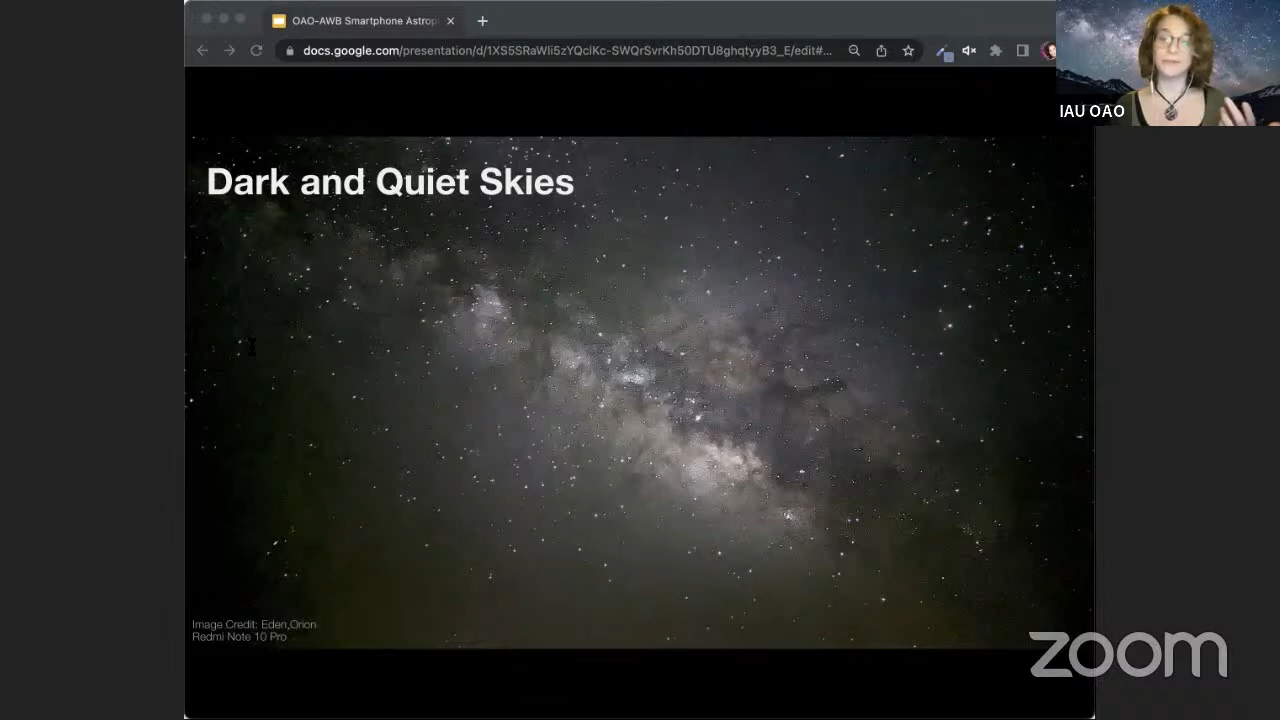 OAO-AWB Smartphone Astrop
docs.google.com/presentation/d/1XS5SRaWli5zYQclKc-SWQrSvrKh50DTU8ghqtyyB3_E/edit#...
IAU OAO
Dark and Quiet Skies
Image Credit: Eden,Orion
Redmi Note 10 Pro
zoom